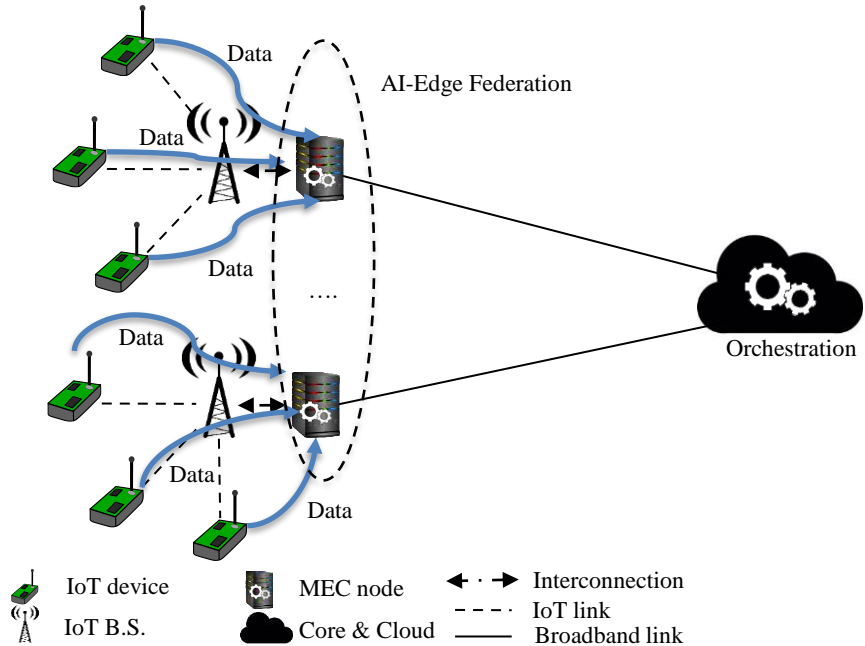 Data
AI-Edge Federation
Data
Data
....
Data
Orchestration
Data
Data
IoT device
MEC node
Interconnection
IoT link
IoT B.S.
Core & Cloud
Broadband link